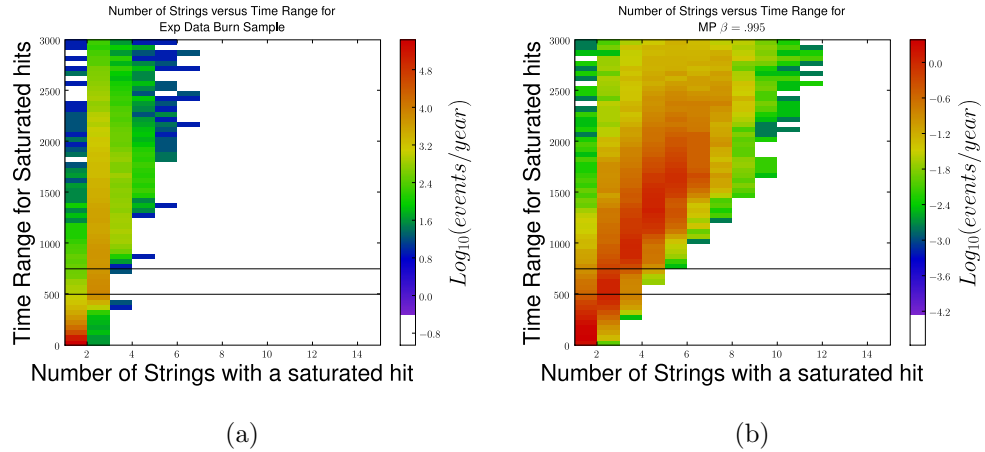 Number of Strings versus Time Range for
Exp Data Burn Sample
Time Range for Saturated hits
3000
2500
2000
1500
1000
500
0
2 4 6 8 10 12 14
Number of Strings with a saturated hit
4.8
4.0
3.2
2.4
1.6
0.8
0.0
−0.8
Log10(events/year)
(a)
Number of Strings versus Time Range for
MP β = .995
Time Range for Saturated hits
3000
2500
2000
1500
1000
500
0
2 4 6 8 10 12 14
Number of Strings with a saturated hit
0.0
−0.6
−1.2
−1.8
−2.4
−3.0
−3.6
−4.2
Log10(events/year)
(b)